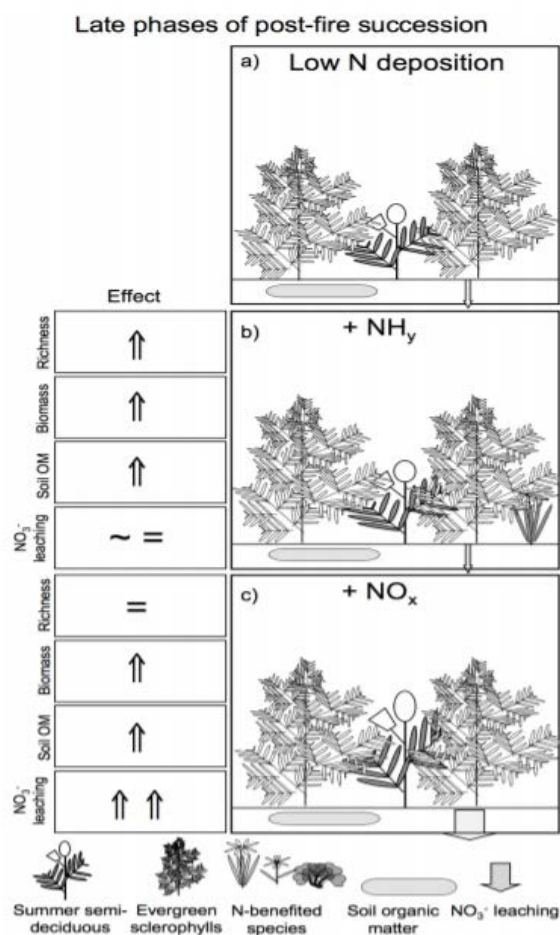 Late phases of post-fire succession
a) Low N deposition
Effect
b) + NHy
Richness
⇑
Biomass
⇑
Soil OM
⇑
NO3- leaching
~ =
c) + NOx
Richness
=
Biomass
⇑
Soil OM
⇑
NO3- leaching
⇑ ⇑
Summer semi-
deciduous
Evergreen
sclerophylls
N-benefited
species
Soil organic
matter
NO3- leaching